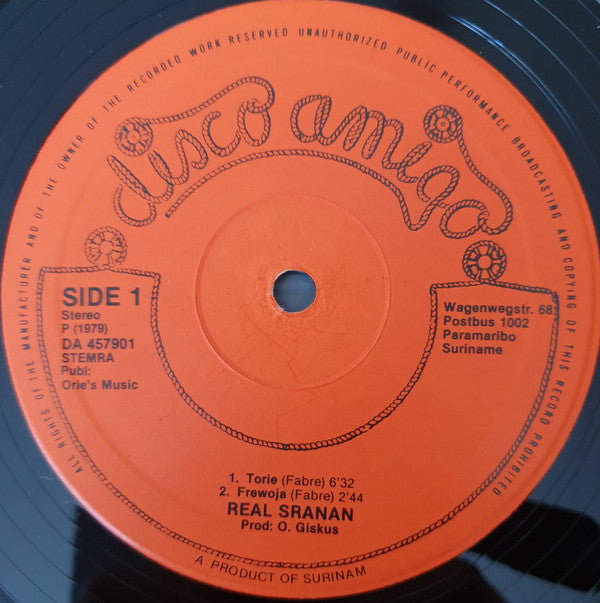 ALL RIGHTS OF THE MANUFACTURER AND OF THE OWNER OF THE RECORDED WORK RESERVED UNAUTHORIZED PUBLIC PERFORMANCE BROADCASTING AND COPYING OF THIS RECORD PROHIBITED
disco amigo
SIDE 1
Stereo
P (1979)
DA 457901
STEMRA
Publ:
Orie's Music
Wagenwegstr. 68
Postbus 1002
Paramaribo
Suriname
1. Torie (Fabre) 6'32
2. Frewoja (Fabre) 2'44
REAL SRANAN
Prod: O. Giskus
A PRODUCT OF SURINAM